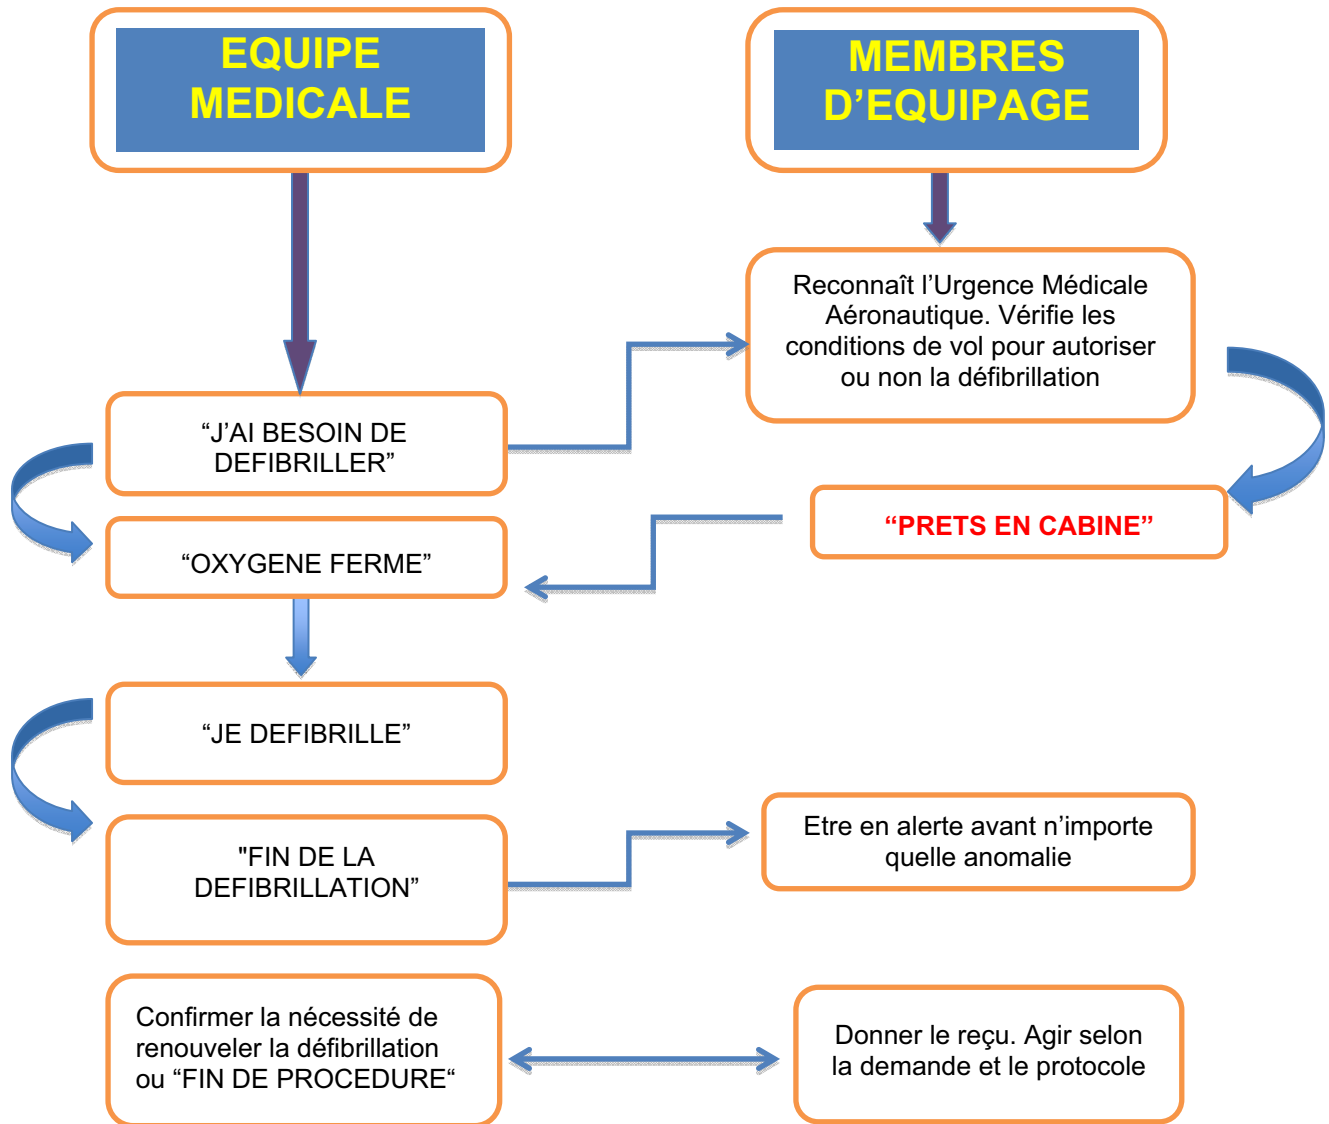 EQUIPE
MEDICALE
MEMBRES
D’EQUIPAGE
Reconnaît l’Urgence Médicale
Aéronautique. Vérifie les
conditions de vol pour autoriser
ou non la défibrillation
“J’AI BESOIN DE
DEFIBRILLER”
“PRETS EN CABINE”
“OXYGENE FERME”
“JE DEFIBRILLE”
Etre en alerte avant n’importe
quelle anomalie
"FIN DE LA
DEFIBRILLATION”
Confirmer la nécessité de
renouveler la défibrillation
ou “FIN DE PROCEDURE“
Donner le reçu. Agir selon
la demande et le protocole